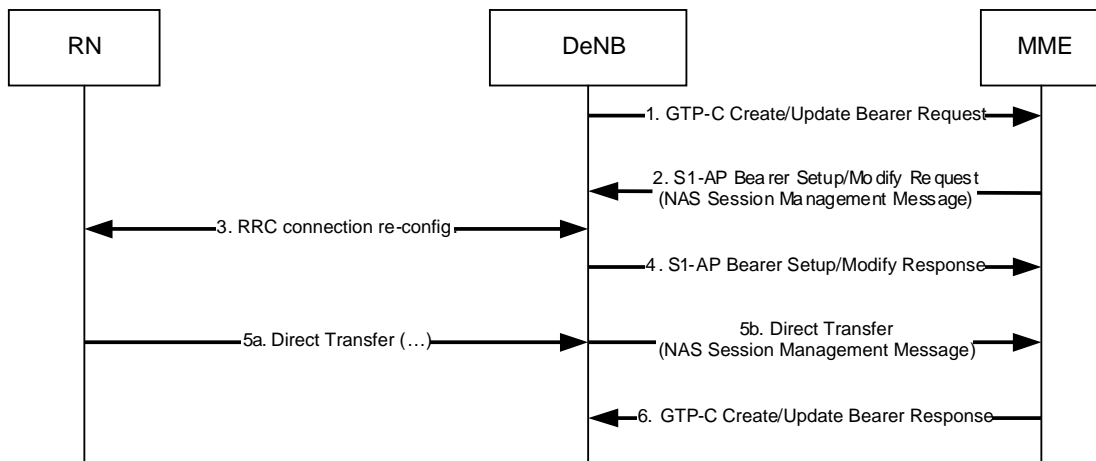 RN
DeNB
MME
1. GTP-C Create/Update Bearer Request
2. S1-AP Bearer Setup/Modify Request
(NAS Session Management Message)
3. RRC connection re-config.
4. S1-AP Bearer Setup/Modify Response
5a. Direct Transfer (…)
5b. Direct Transfer
(NAS Session Management Message)
6. GTP-C Create/Update Bearer Response